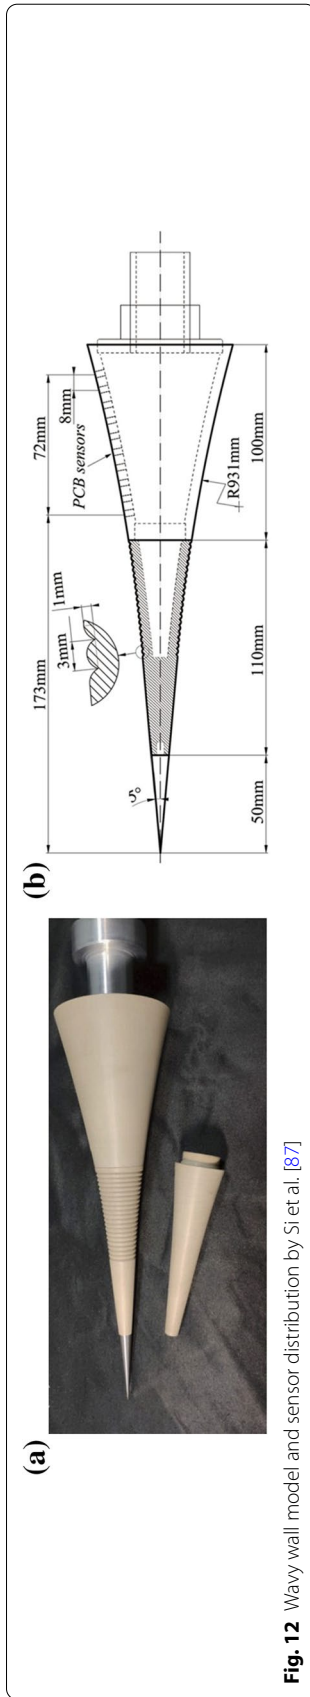 (a)
(b)
173mm
72mm
8mm
PCB sensors
3mm
1mm
5°
R931mm
50mm
110mm
100mm
Fig. 12 Wavy wall model and sensor distribution by Si et al. [87]